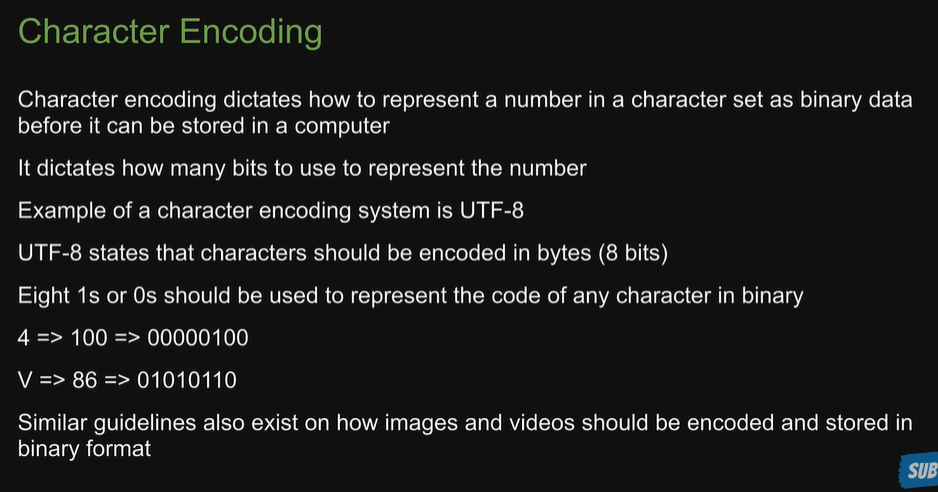 Character Encoding
Character encoding dictates how to represent a number in a character set as binary data
before it can be stored in a computer
It dictates how many bits to use to represent the number
Example of a character encoding system is UTF-8
UTF-8 states that characters should be encoded in bytes (8 bits)
Eight 1s or 0s should be used to represent the code of any character in binary
4 => 100 => 00000100
V => 86 => 01010110
Similar guidelines also exist on how images and videos should be encoded and stored in
binary format
SUB